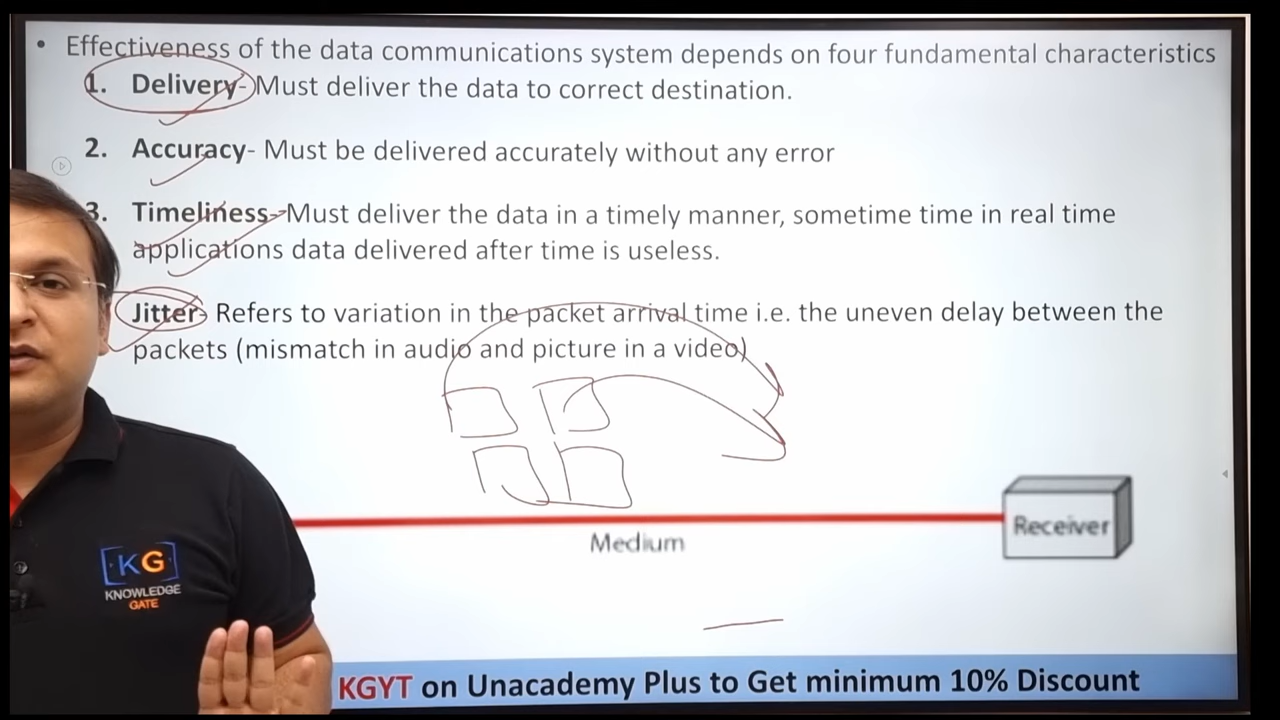 • Effectiveness of the data communications system depends on four fundamental characteristics
1. Delivery- Must deliver the data to correct destination.
2. Accuracy- Must be delivered accurately without any error
3. Timeliness- Must deliver the data in a timely manner, sometime time in real time
applications data delivered after time is useless.
Jitter- Refers to variation in the packet arrival time i.e. the uneven delay between the
packets (mismatch in audio and picture in a video)
Receiver
Medium
KG
KNOWLEDGE
GATE
KGYT on Unacademy Plus to Get minimum 10% Discount